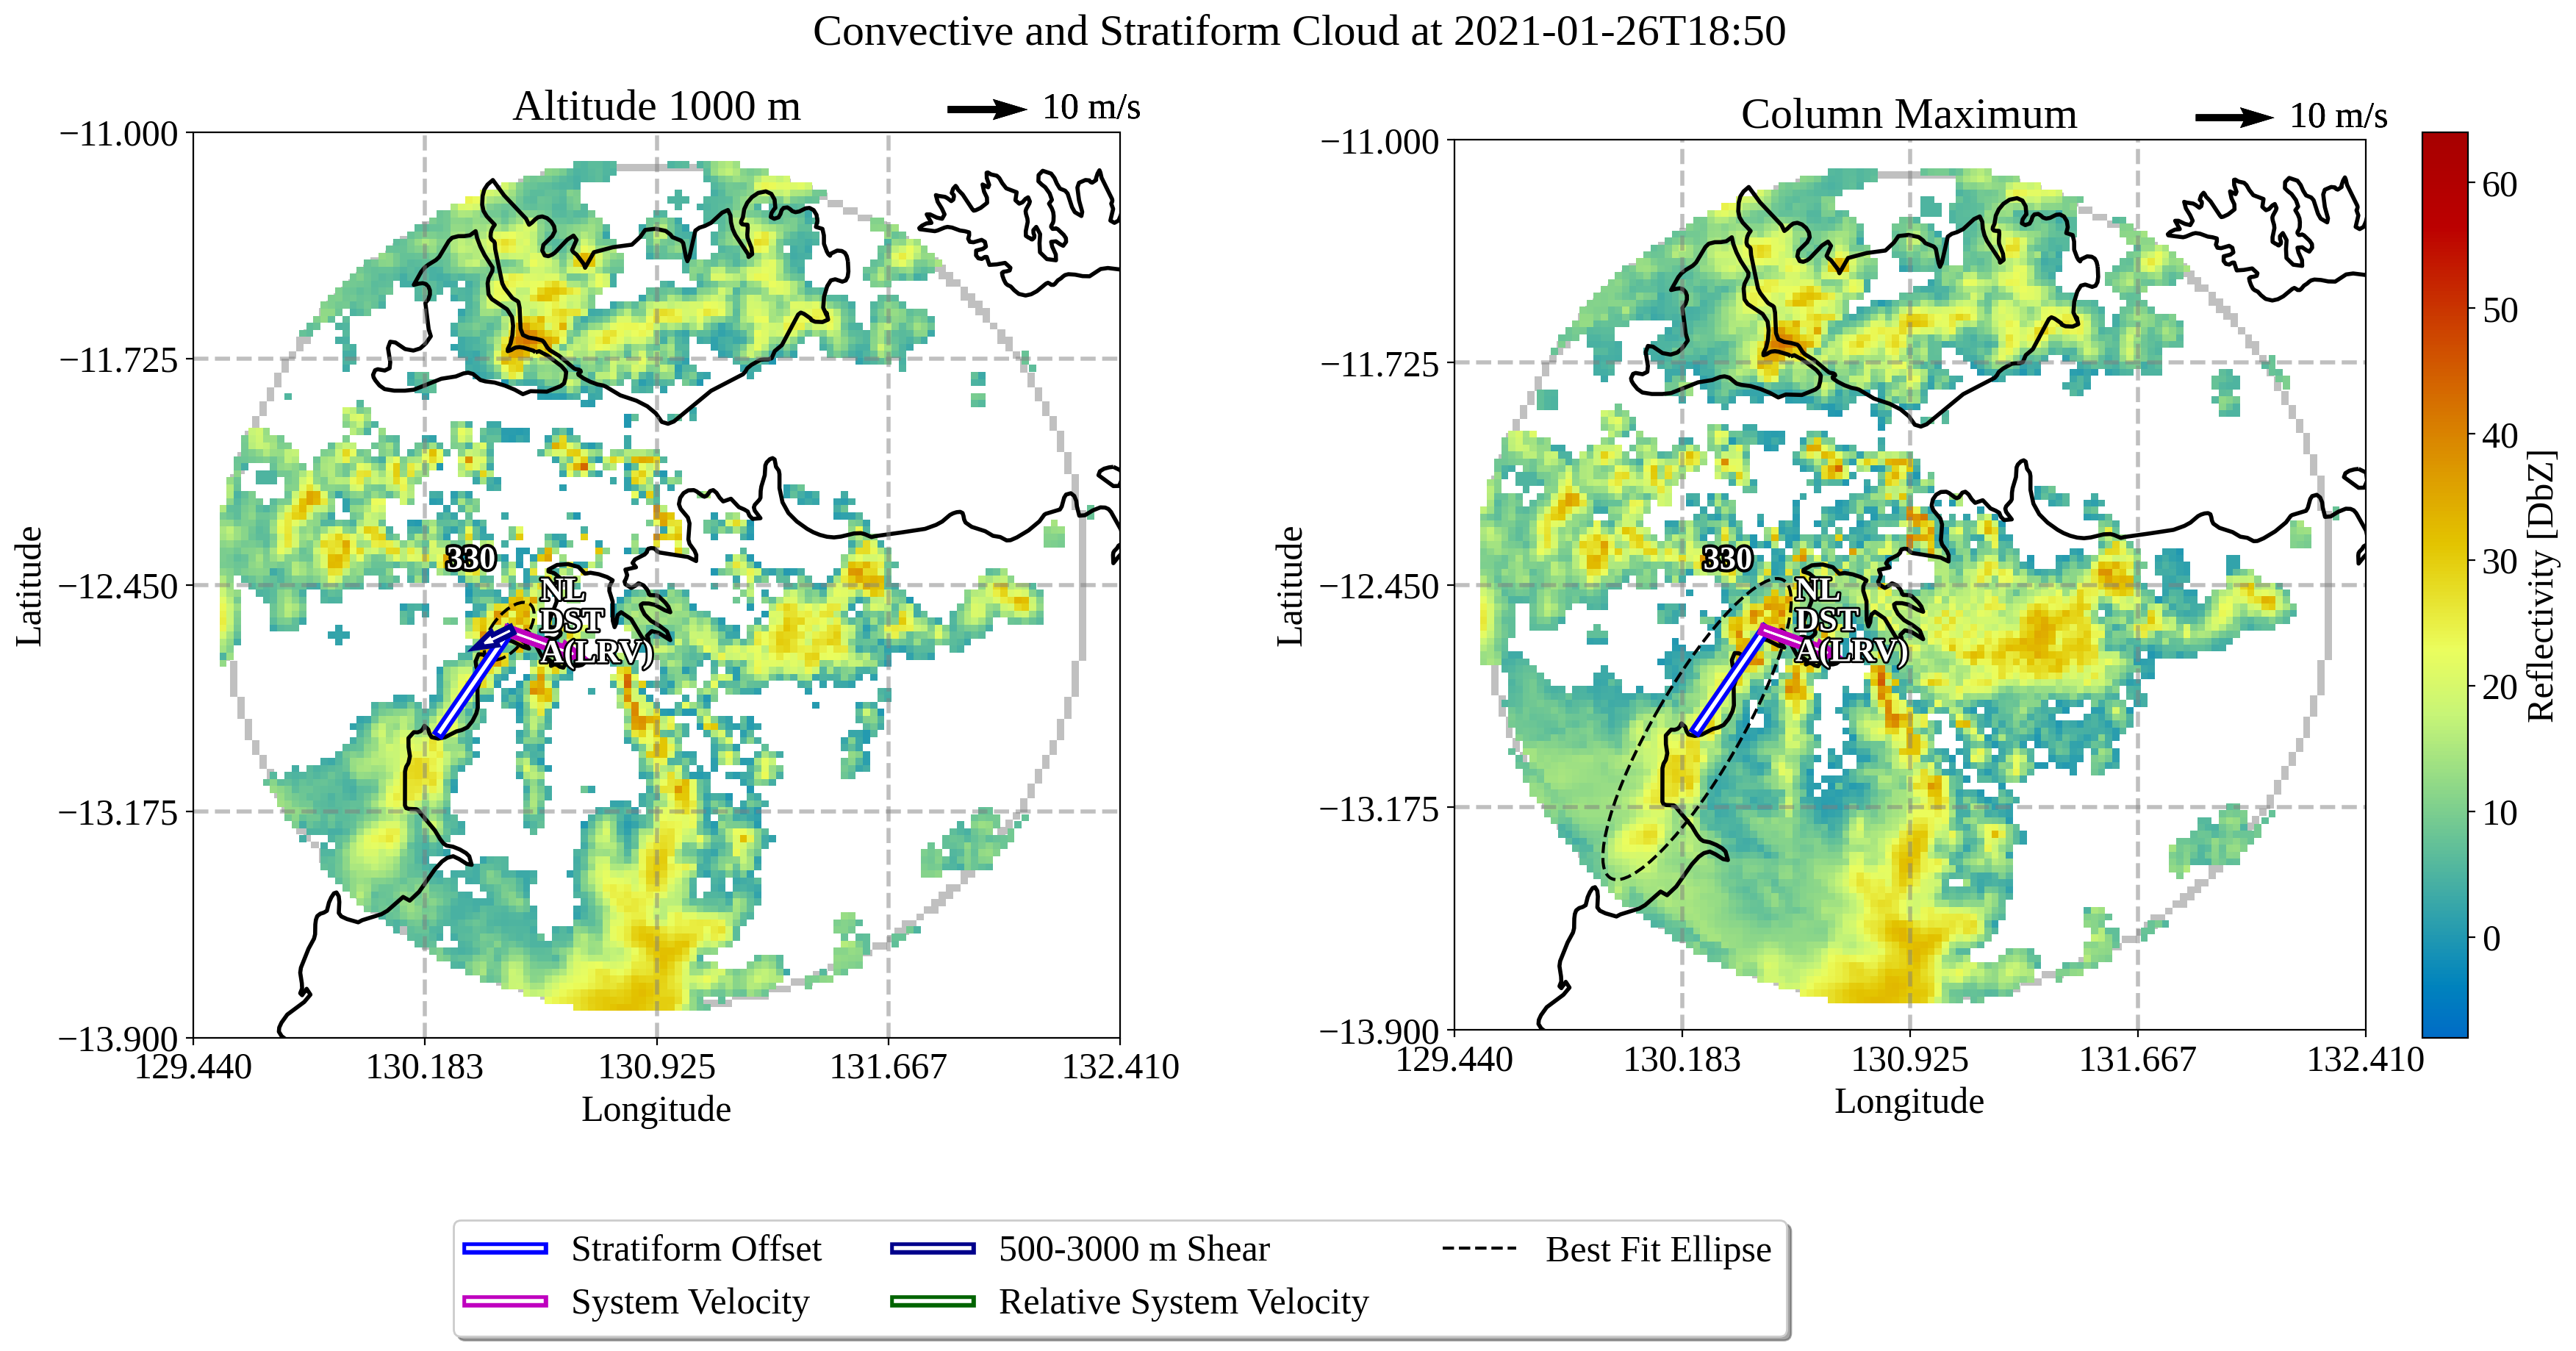 Convective and Stratiform Cloud at 2021-01-26T18:50
Altitude 1000 m
10 m/s
−11.000
−11.725
−12.450
−13.175
−13.900
129.440
130.183
130.925
131.667
132.410
Latitude
Longitude
330
NL
DST
A(LRV)
Column Maximum
10 m/s
−11.000
−11.725
−12.450
−13.175
−13.900
129.440
130.183
130.925
131.667
132.410
Latitude
Longitude
330
NL
DST
A(LRV)
60
50
40
30
20
10
0
Reflectivity [DbZ]
Stratiform Offset
System Velocity
500-3000 m Shear
Relative System Velocity
Best Fit Ellipse